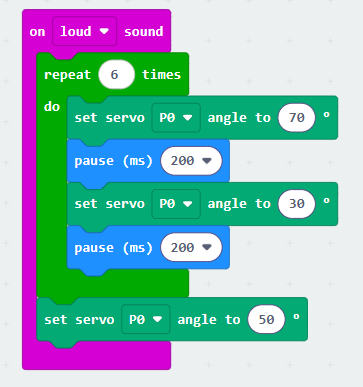 on loud sound
repeat 6 times
do
set servo P0 angle to 70 °
pause (ms) 200
set servo P0 angle to 30 °
pause (ms) 200
set servo P0 angle to 50 °